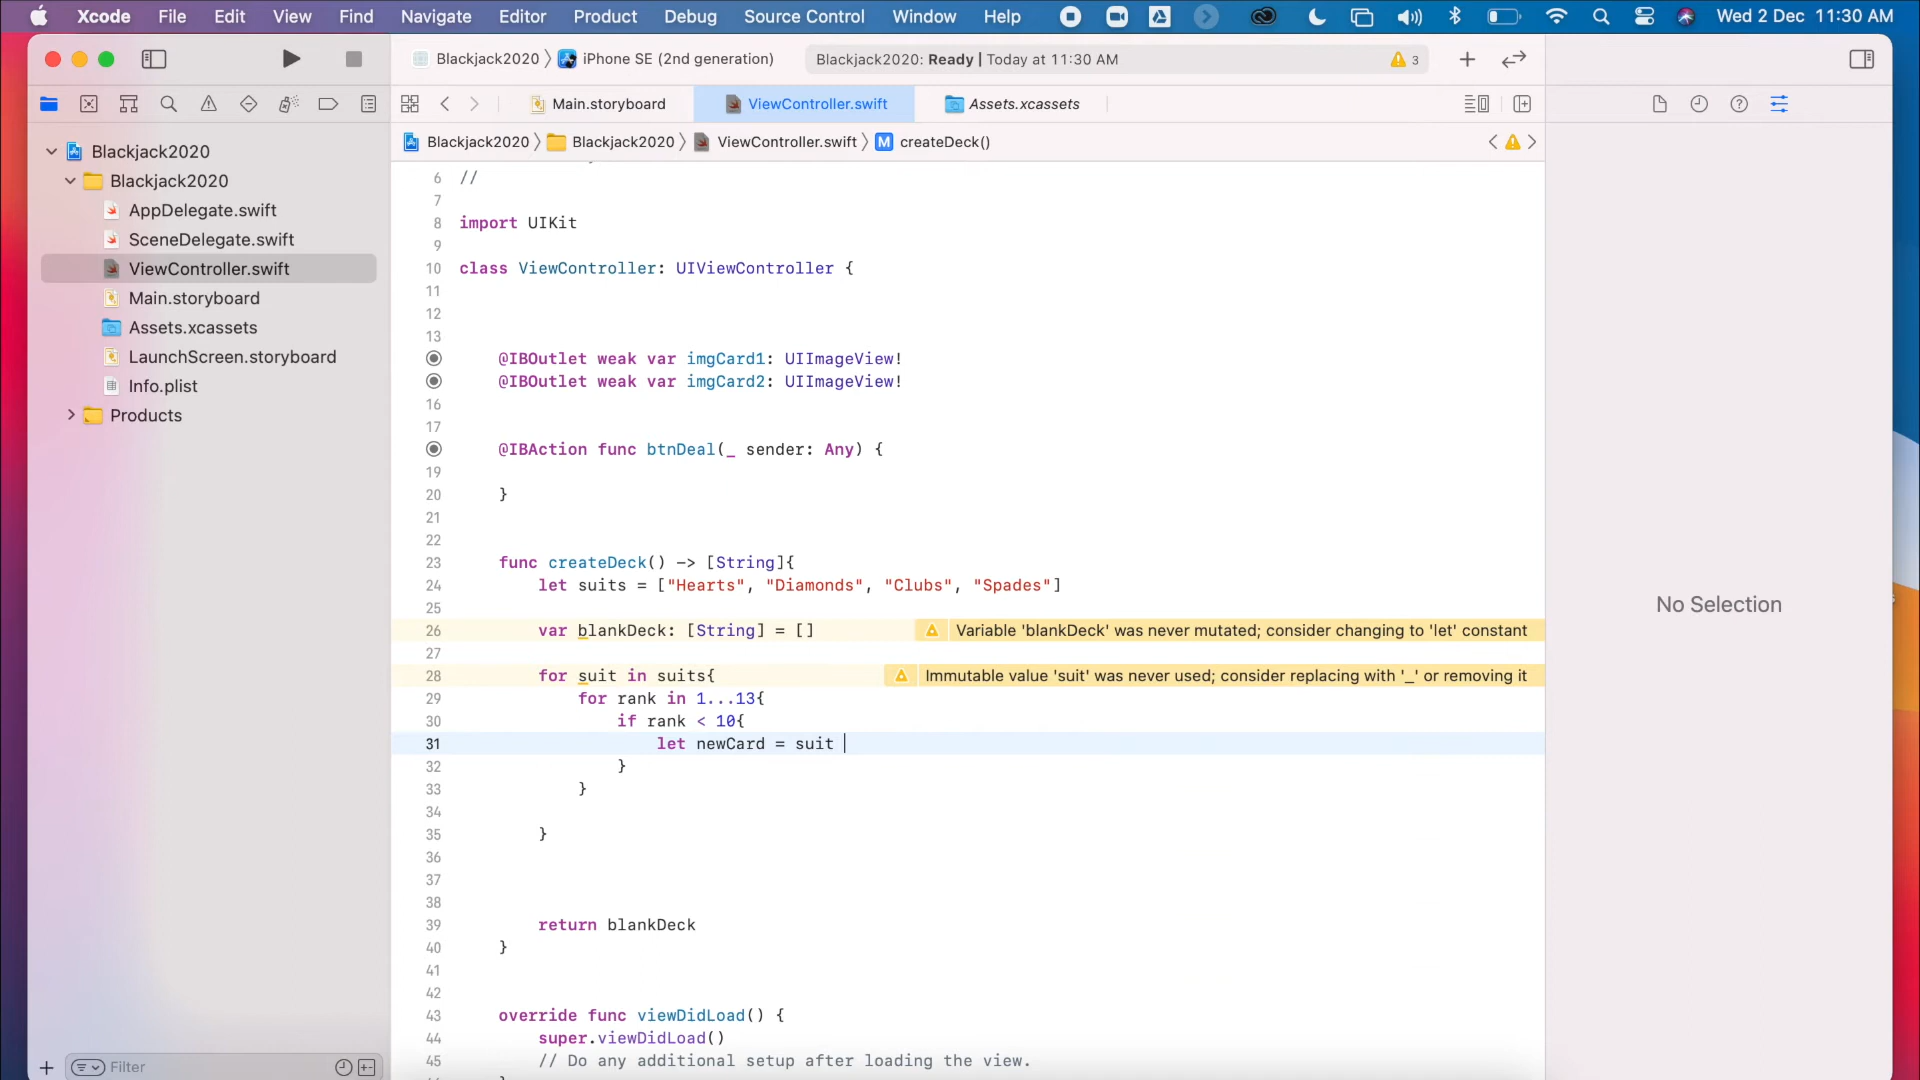 Xcode File Edit View Find Navigate Editor Product Debug Source Control Window Help Wed 2 Dec 11:30 AM
Blackjack2020 〉 iPhone SE (2nd generation) Blackjack2020: Ready | Today at 11:30 AM 3
Main.storyboard ViewController.swift Assets.xcassets
Blackjack2020 〉 Blackjack2020 〉 ViewController.swift 〉 M createDeck()
Blackjack2020
Blackjack2020
AppDelegate.swift
SceneDelegate.swift
ViewController.swift
Main.storyboard
Assets.xcassets
LaunchScreen.storyboard
Info.plist
Products
Filter
6 //
7
8 import UIKit
9
10 class ViewController: UIViewController {
11
12
13
@IBOutlet weak var imgCard1: UIImageView!
@IBOutlet weak var imgCard2: UIImageView!
16
17
@IBAction func btnDeal(_ sender: Any) {
19
20 }
21
22
23 func createDeck() -> [String]{
24 let suits = ["Hearts", "Diamonds", "Clubs", "Spades"]
25
26 var blankDeck: [String] = [] Variable 'blankDeck' was never mutated; consider changing to 'let' constant
27
28 for suit in suits{ Immutable value 'suit' was never used; consider replacing with '_' or removing it
29 for rank in 1...13{
30 if rank < 10{
31 let newCard = suit
32 }
33 }
34
35 }
36
37
38
39 return blankDeck
40 }
41
42
43 override func viewDidLoad() {
44 super.viewDidLoad()
45 // Do any additional setup after loading the view.
No Selection